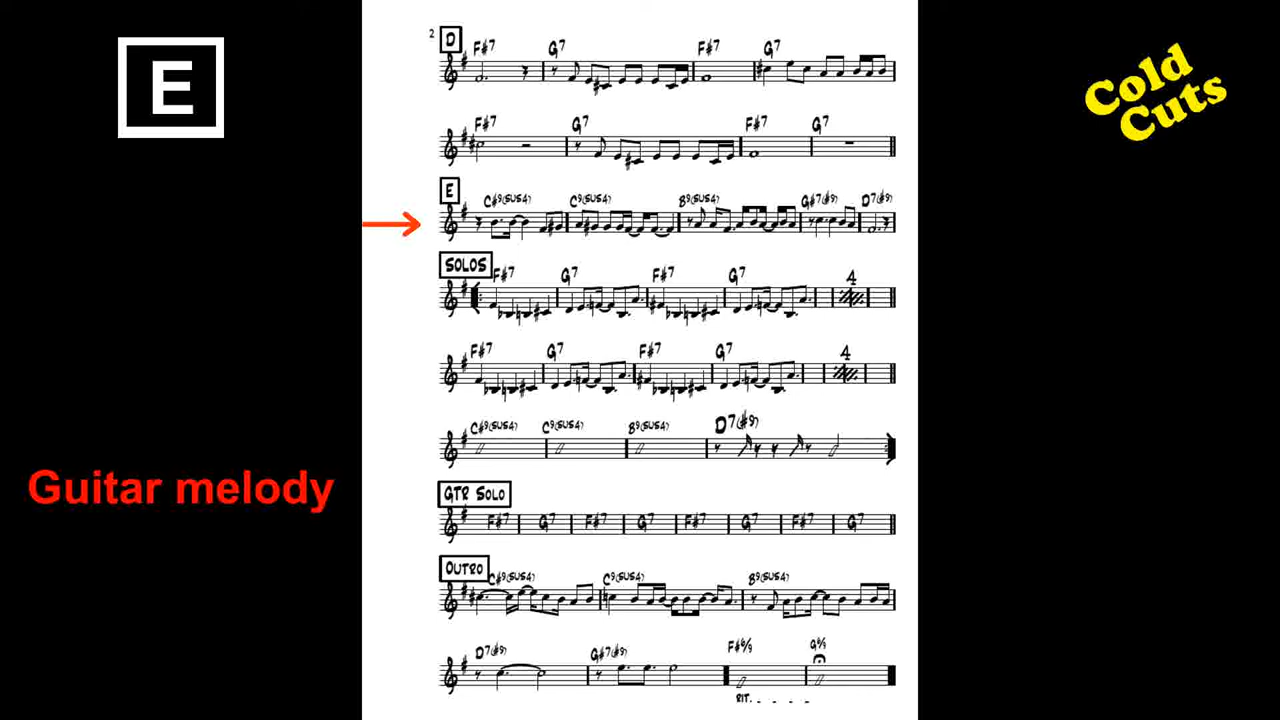 E
Cold
Cuts
Guitar melody
2
D
F#7 G7 F#7 G7
F#7 G7 F#7 G7
E
C#9(SUS4) C9(SUS4) B9(SUS4) G#7(#9) D7(#9)
SOLOS
F#7 G7 F#7 G7 4
F#7 G7 F#7 G7 4
C#9(SUS4) C9(SUS4) B9(SUS4) D7(#9)
GTR SOLO
F#7 G7 F#7 G7 F#7 G7 F#7 G7
OUTRO
C#9(SUS4) C9(SUS4) B9(SUS4)
D7(#9) G#7(#9) F#6/9 G6/9
RIT. - - - -